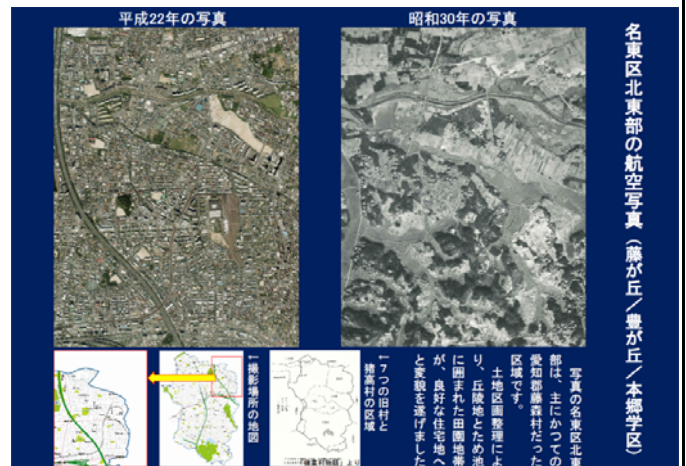 名東区北東部の航空写真（藤が丘／豊が丘／本郷学区）
昭和30年の写真
平成22年の写真
写真の名東区北東
部は、主にかつての
愛知郡藤森村だった
区域です。
土地区画整理によ
り、丘陵地とため池
に囲まれた田園地帯
が、良好な住宅地へ
と変貌を遂げました
↑7つの旧村と
猪高村の区域
↑撮影場所の地図